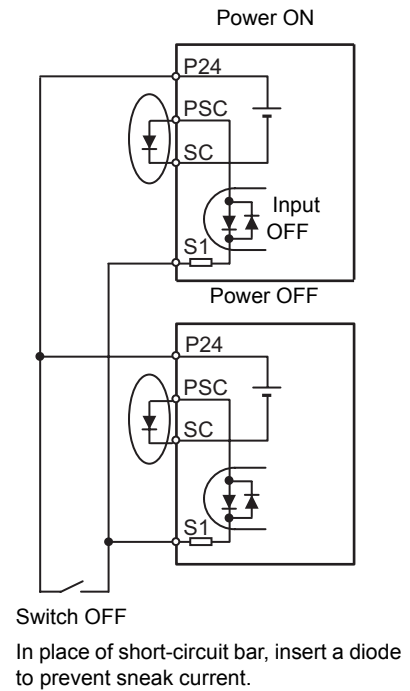 Power ON
P24
PSC
SC
Input
OFF
S1
Power OFF
P24
PSC
SC
S1
Switch OFF
In place of short-circuit bar, insert a diode
to prevent sneak current.